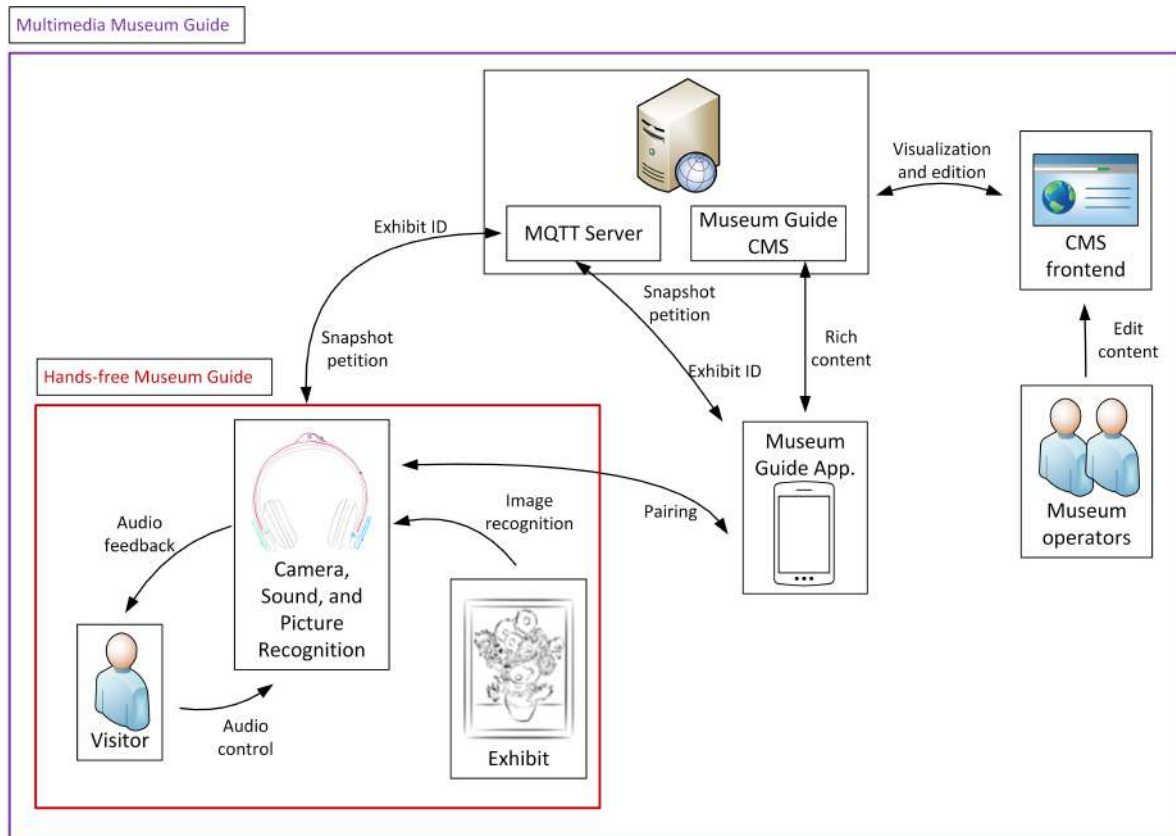 Multimedia Museum Guide
Visualization
and edition
Exhibit ID
MQTT Server
Museum Guide
CMS
CMS
frontend
Snapshot
petition
Snapshot
petition
Rich
content
Edit
content
Exhibit ID
Hands-free Museum Guide
Museum
Guide App.
Image
recognition
Pairing
Audio
feedback
Museum
operators
Camera,
Sound, and
Picture
Recognition
Visitor
Audio
control
Exhibit